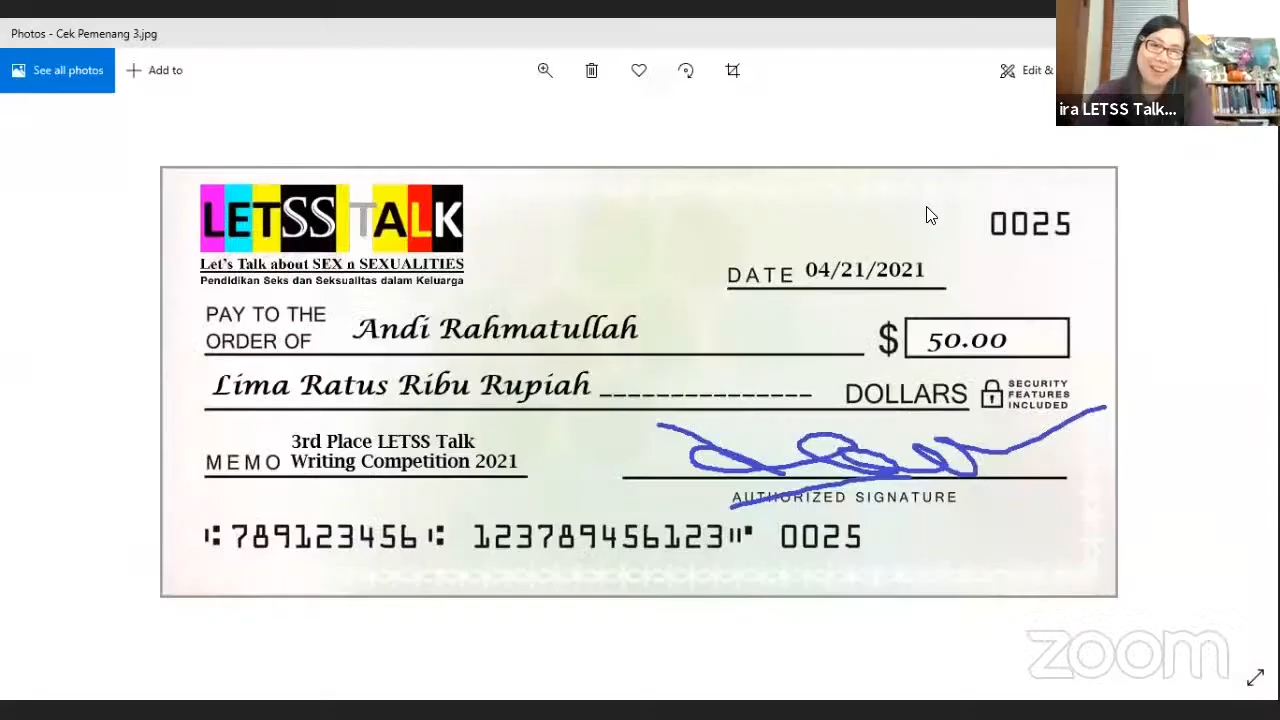 Photos - Cek Pemenang 3.jpg
See all photos
Add to
Edit &
ira LETSS Talk...
LETSS TALK
Let's Talk about SEX n SEXUALITIES
Pendidikan Seks dan Seksualitas dalam Keluarga
0025
DATE 04/21/2021
PAY TO THE
ORDER OF Andi Rahmatullah $ 50.00
Lima Ratus Ribu Rupiah _______________ DOLLARS
SECURITY
FEATURES
INCLUDED
3rd Place LETSS Talk
MEMO Writing Competition 2021
AUTHORIZED SIGNATURE
⑆789123456⑆ 123789456123⑈ 0025
zoom